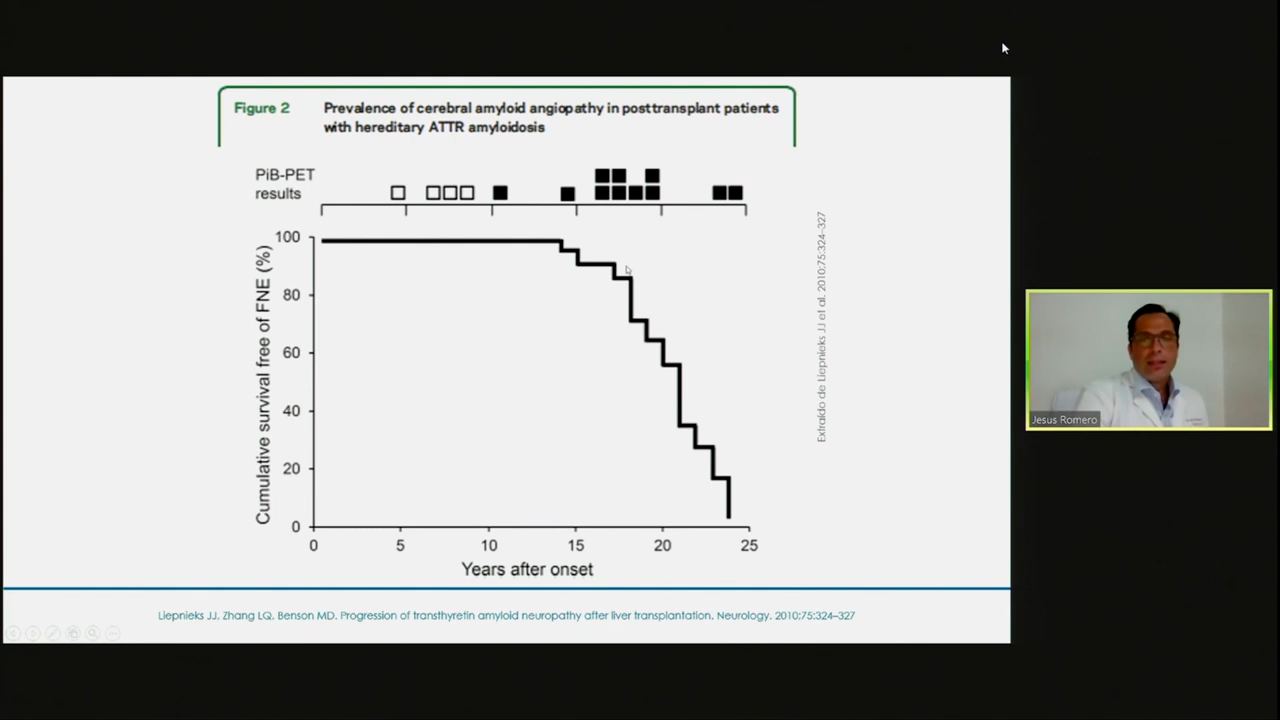 Figure 2
Prevalence of cerebral amyloid angiopathy in posttransplant patients
with hereditary ATTR amyloidosis
PiB-PET
results
Cumulative survival free of FNE (%)
100
80
60
40
20
0
0 5 10 15 20 25
Years after onset
Extraído de Liepnieks JJ et al. 2010;75:324–327
Liepnieks JJ, Zhang LQ, Benson MD. Progression of transthyretin amyloid neuropathy after liver transplantation. Neurology. 2010;75:324–327
Jesus Romero